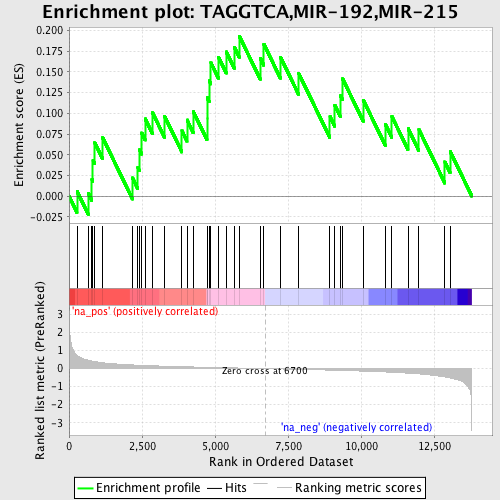 Enrichment plot: TAGGTCA,MIR-192,MIR-215
Enrichment score (ES)
0.200
0.175
0.150
0.125
0.100
0.075
0.050
0.025
0.000
-0.025
'na_pos' (positively correlated)
Ranked list metric (PreRanked)
3
2
1
0
-1
-2
-3
Zero cross at 6700
'na_neg' (negatively correlated)
0
2,500
5,000
7,500
10,000
12,500
Rank in Ordered Dataset
Enrichment profile
Hits
Ranking metric scores